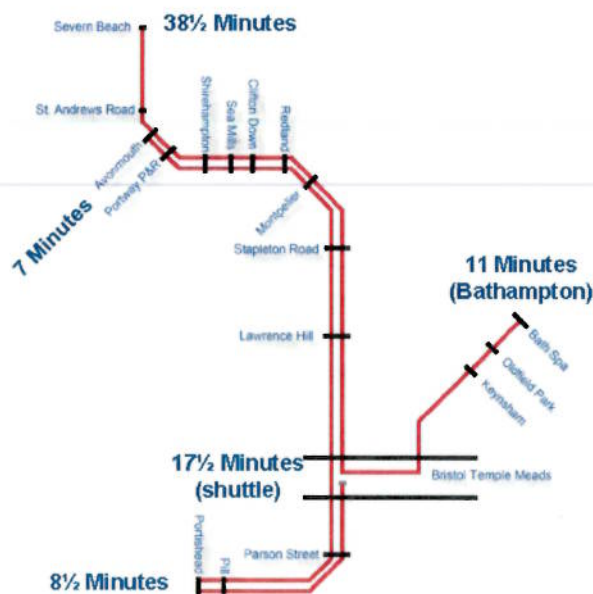 Severn Beach
38½ Minutes
St. Andrews Road
Avonmouth
Portway P&R
Shirehampton
Sea Mills
Clifton Down
Redland
Montpelier
7 Minutes
Stapleton Road
11 Minutes
(Bathampton)
Lawrence Hill
Bath Spa
Oldfield Park
Keynsham
17½ Minutes
(shuttle)
Bristol Temple Meads
Portishead
Pill
Parson Street
8½ Minutes